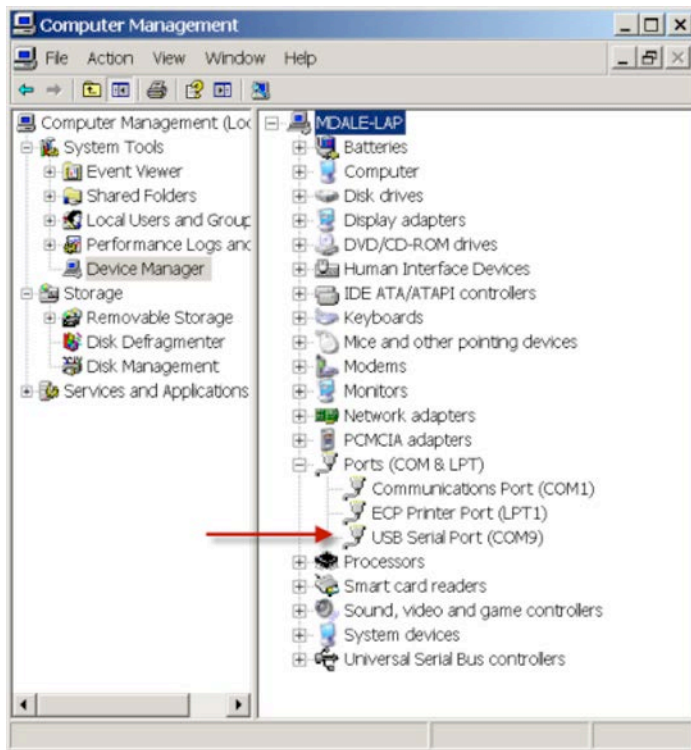 Computer Management
File Action View Window Help
Computer Management (Loc
System Tools
Event Viewer
Shared Folders
Local Users and Group
Performance Logs and
Device Manager
Storage
Removable Storage
Disk Defragmenter
Disk Management
Services and Applications
MDALE-LAP
Batteries
Computer
Disk drives
Display adapters
DVD/CD-ROM drives
Human Interface Devices
IDE ATA/ATAPI controllers
Keyboards
Mice and other pointing devices
Modems
Monitors
Network adapters
PCMCIA adapters
Ports (COM & LPT)
Communications Port (COM1)
ECP Printer Port (LPT1)
USB Serial Port (COM9)
Processors
Smart card readers
Sound, video and game controllers
System devices
Universal Serial Bus controllers